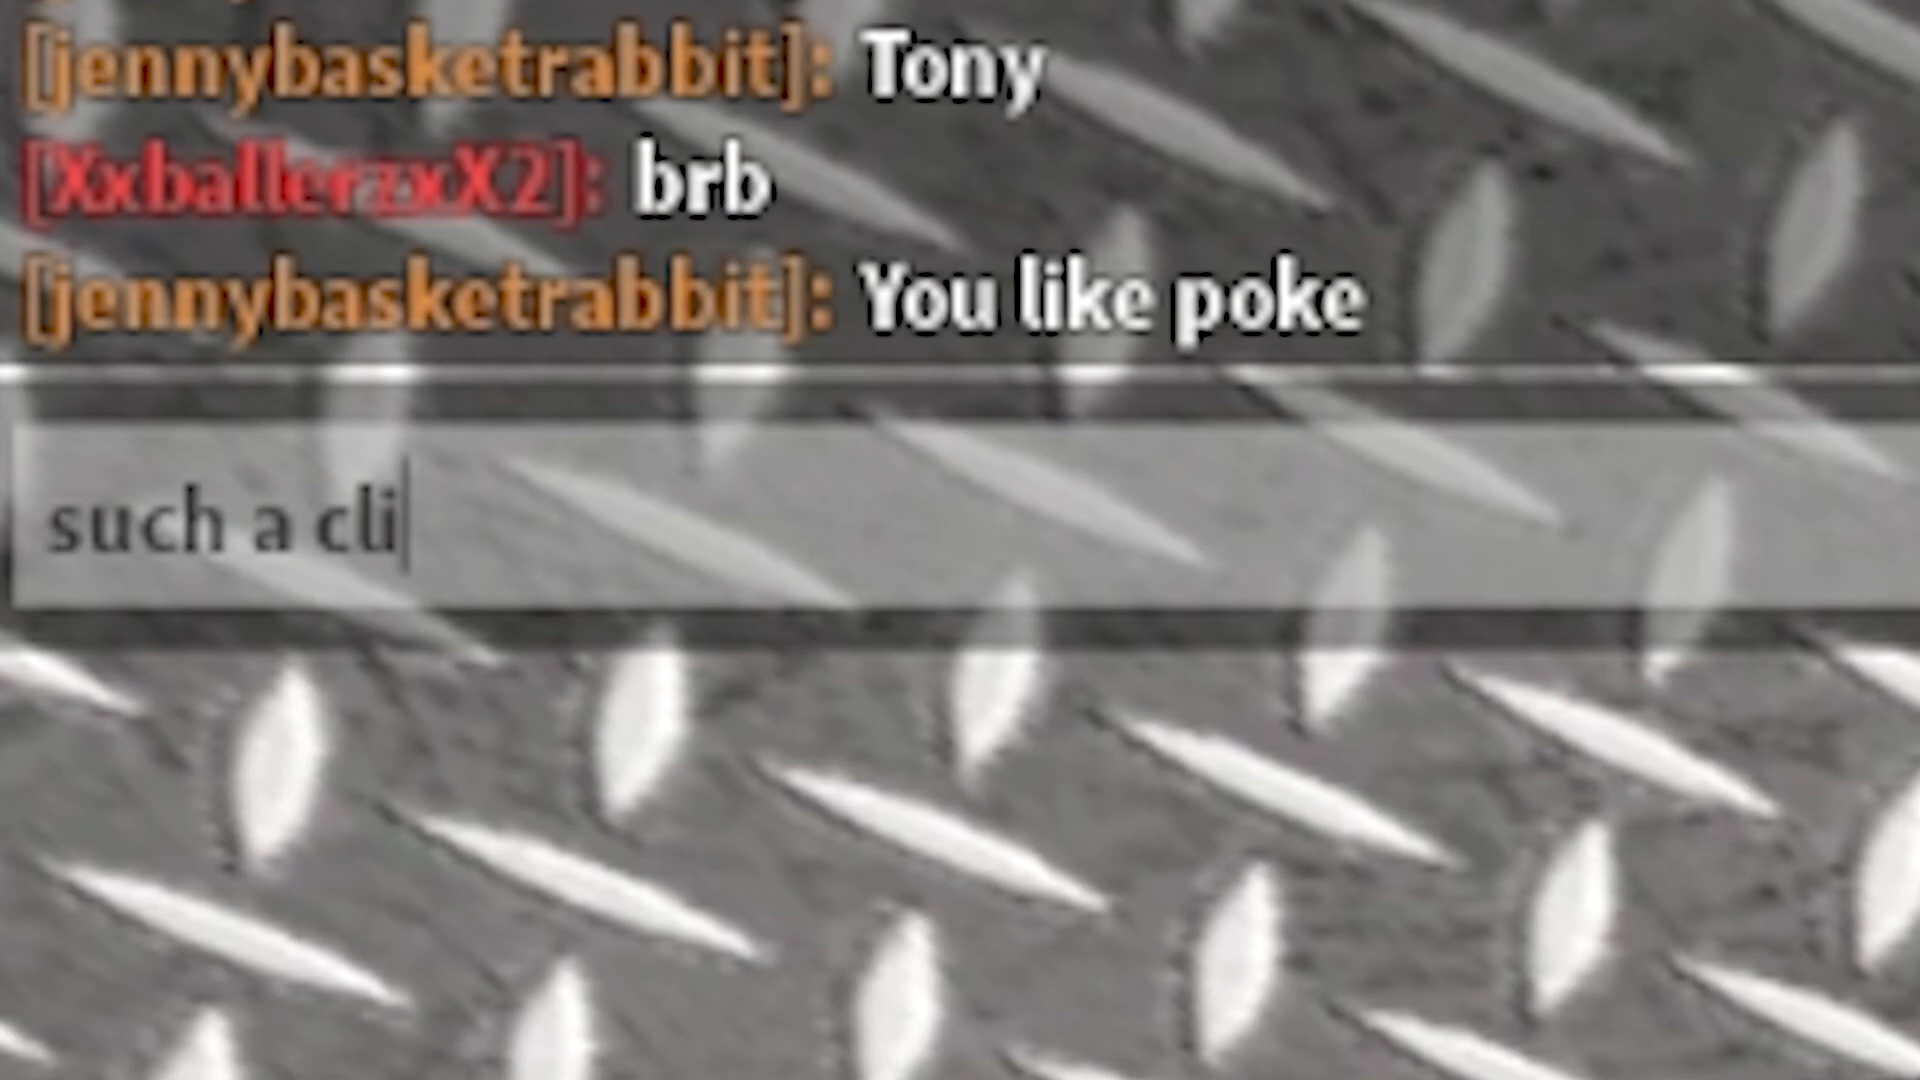 [jennybasketrabbit]: Tony
[XxballerzxX2]: brb
[jennybasketrabbit]: You like poke
such a cli